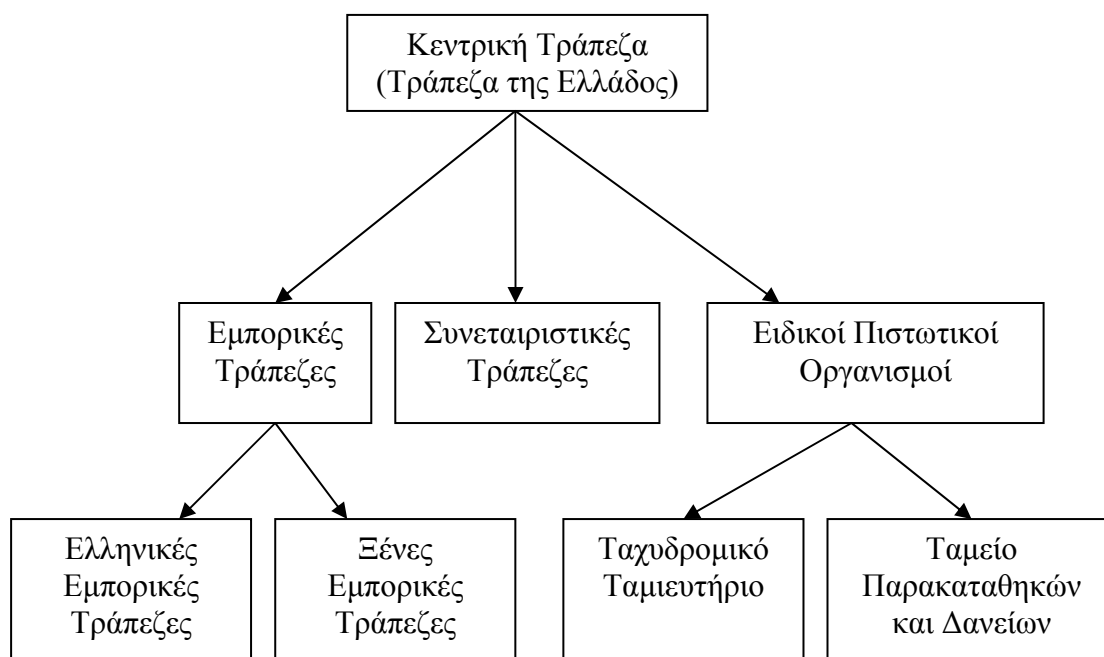 Κεντρική Τράπεζα
(Τράπεζα της Ελλάδος)
Εμπορικές
Τράπεζες
Συνεταιριστικές
Τράπεζες
Ειδικοί Πιστωτικοί
Οργανισμοί
Ελληνικές
Εμπορικές
Τράπεζες
Ξένες
Εμπορικές
Τράπεζες
Ταχυδρομικό
Ταμιευτήριο
Ταμείο
Παρακαταθηκών
και Δανείων